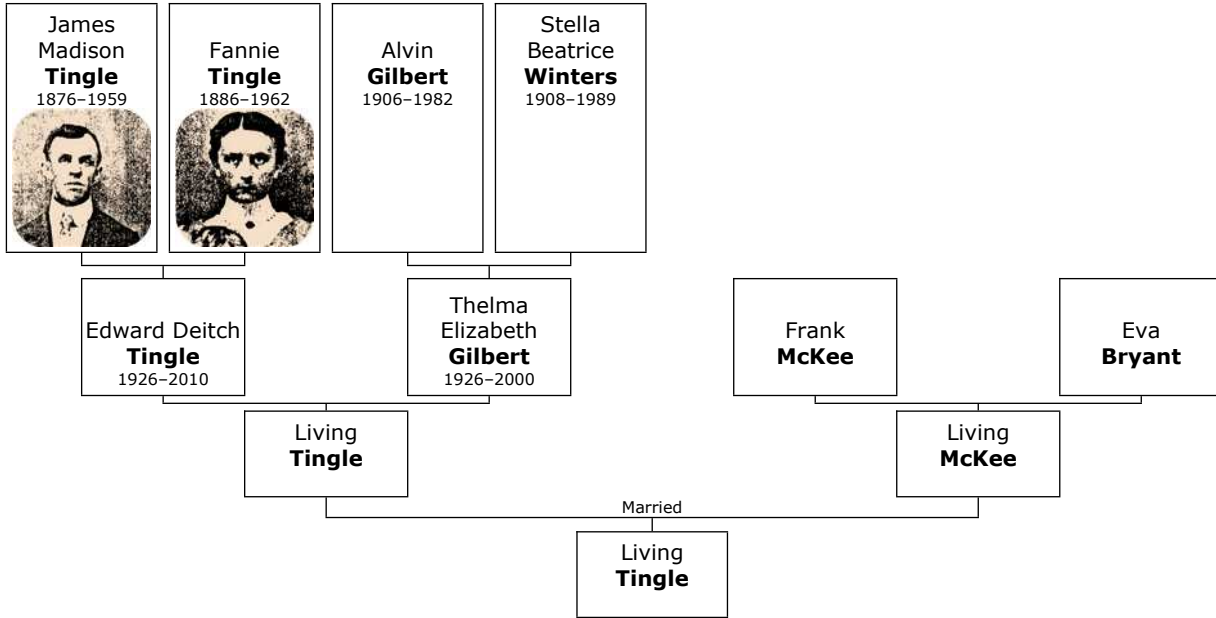 James
Madison
Tingle
1876–1959
Fannie
Tingle
1886–1962
Alvin
Gilbert
1906–1982
Stella
Beatrice
Winters
1908–1989
Edward Deitch
Tingle
1926–2010
Thelma
Elizabeth
Gilbert
1926–2000
Frank
McKee
Eva
Bryant
Living
Tingle
Living
McKee
Married
Living
Tingle